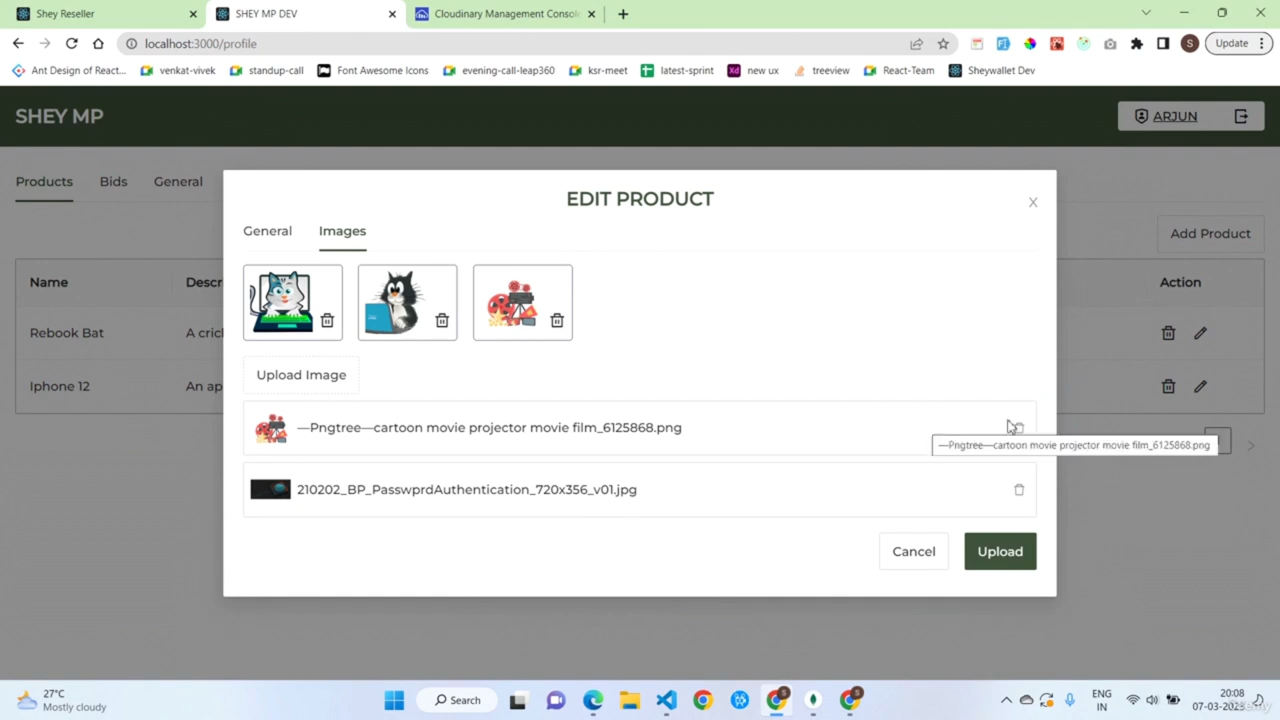 Shey Reseller
SHEY MP DEV
Cloudinary Management Consol
localhost:3000/profile
S
Update
Ant Design of React...
venkat-vivek
standup-call
Font Awesome Icons
evening-call-leap360
ksr-meet
latest-sprint
new ux
treeview
React-Team
Sheywallet Dev
SHEY MP
ARJUN
Products
Bids
General
Add Product
Name
Descr
Action
Rebook Bat
A cric
Iphone 12
An ap
EDIT PRODUCT
X
General
Images
Upload Image
—Pngtree—cartoon movie projector movie film_6125868.png
—Pngtree—cartoon movie projector movie film_6125868.png
210202_BP_PasswprdAuthentication_720x356_v01.jpg
Cancel
Upload
27°C
Mostly cloudy
Search
ENG
IN
20:08
07-03-2023